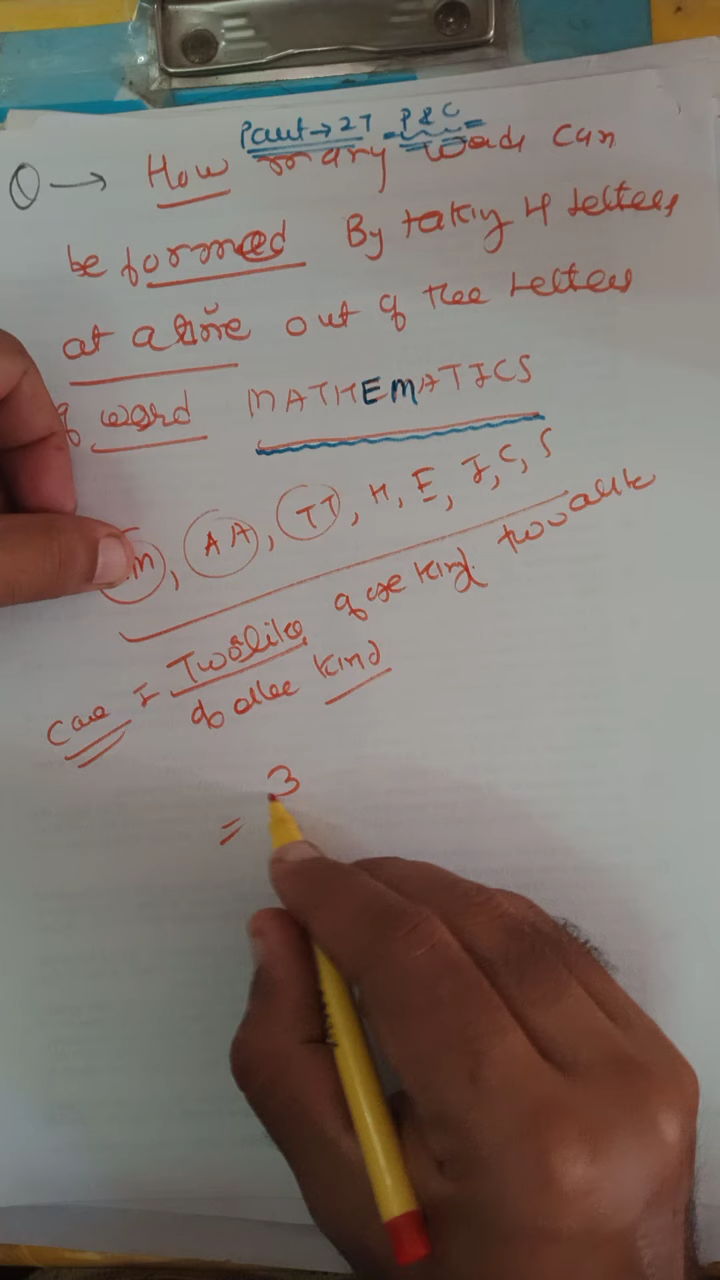 Part → 27 P & C
Q → How many words can
be formed By taking 4 letters
at a time out of the letters
of word MATHEMATICS
M, AA, TT, H, E, I, C, S
case I Two alike of one kind, two alike
of other kind
= 3